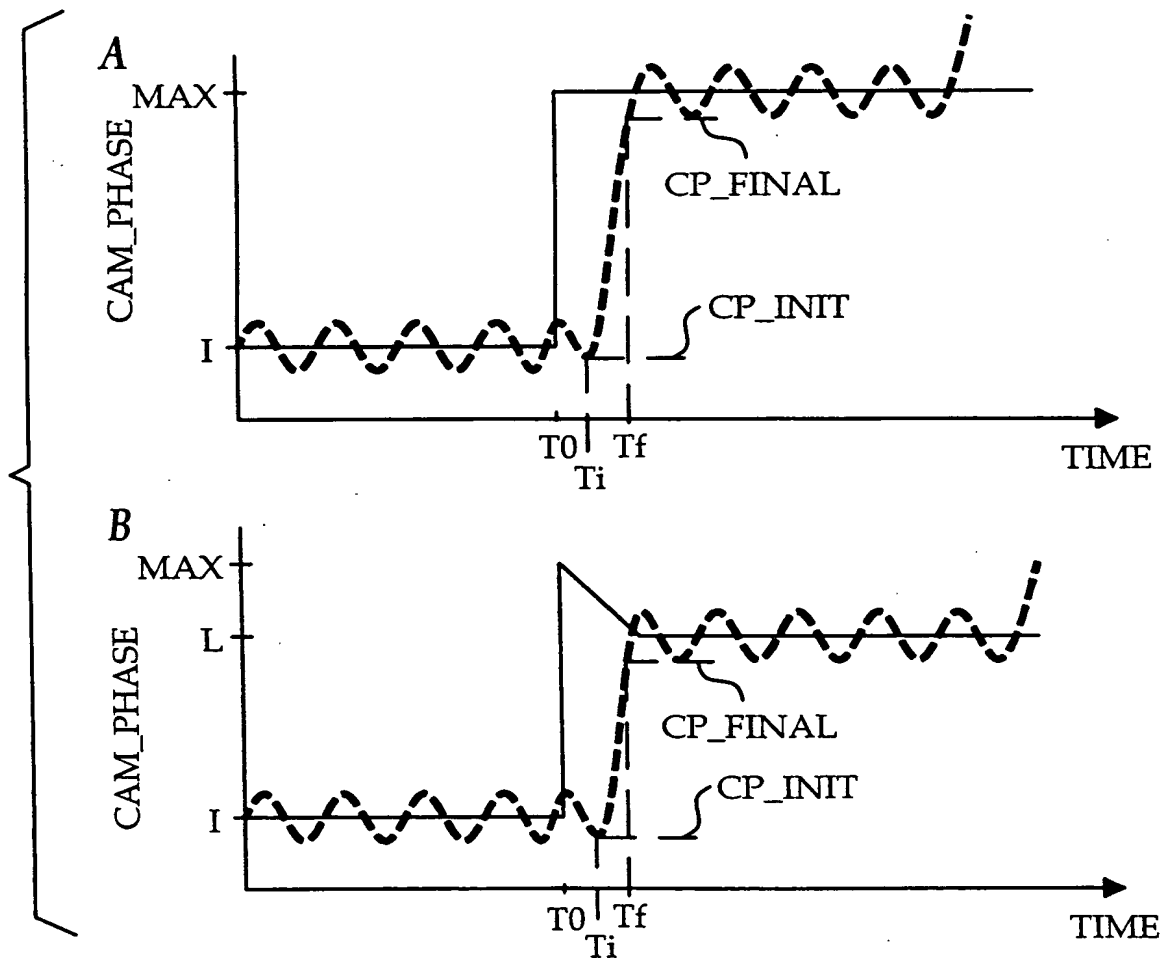 A
MAX
CAM_PHASE
CP_FINAL
CP_INIT
I
T0
Tf
Ti
TIME
B
MAX
L
CAM_PHASE
CP_FINAL
CP_INIT
I
T0
Tf
Ti
TIME